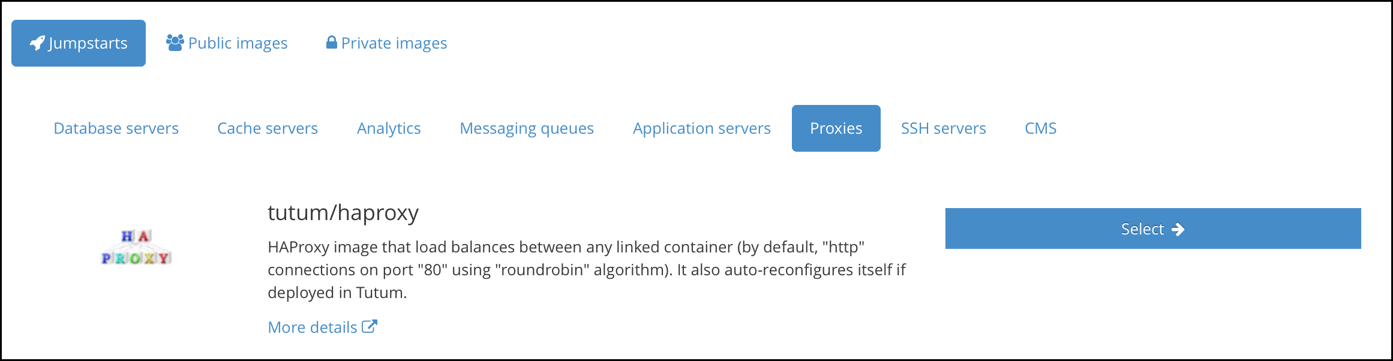 Jumpstarts Public images Private images
Database servers Cache servers Analytics Messaging queues Application servers Proxies SSH servers CMS
HA
PROXY
tutum/haproxy
HAProxy image that load balances between any linked container (by default, "http"
connections on port "80" using "roundrobin" algorithm). It also auto-reconfigures itself if
deployed in Tutum.
More details
Select